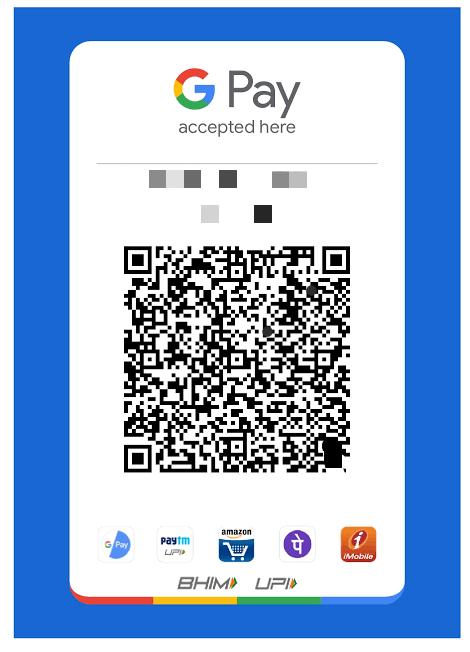 G Pay
accepted here
G Pay
paytm
UPI
amazon
पे
i
iMobile
BHIM UPI